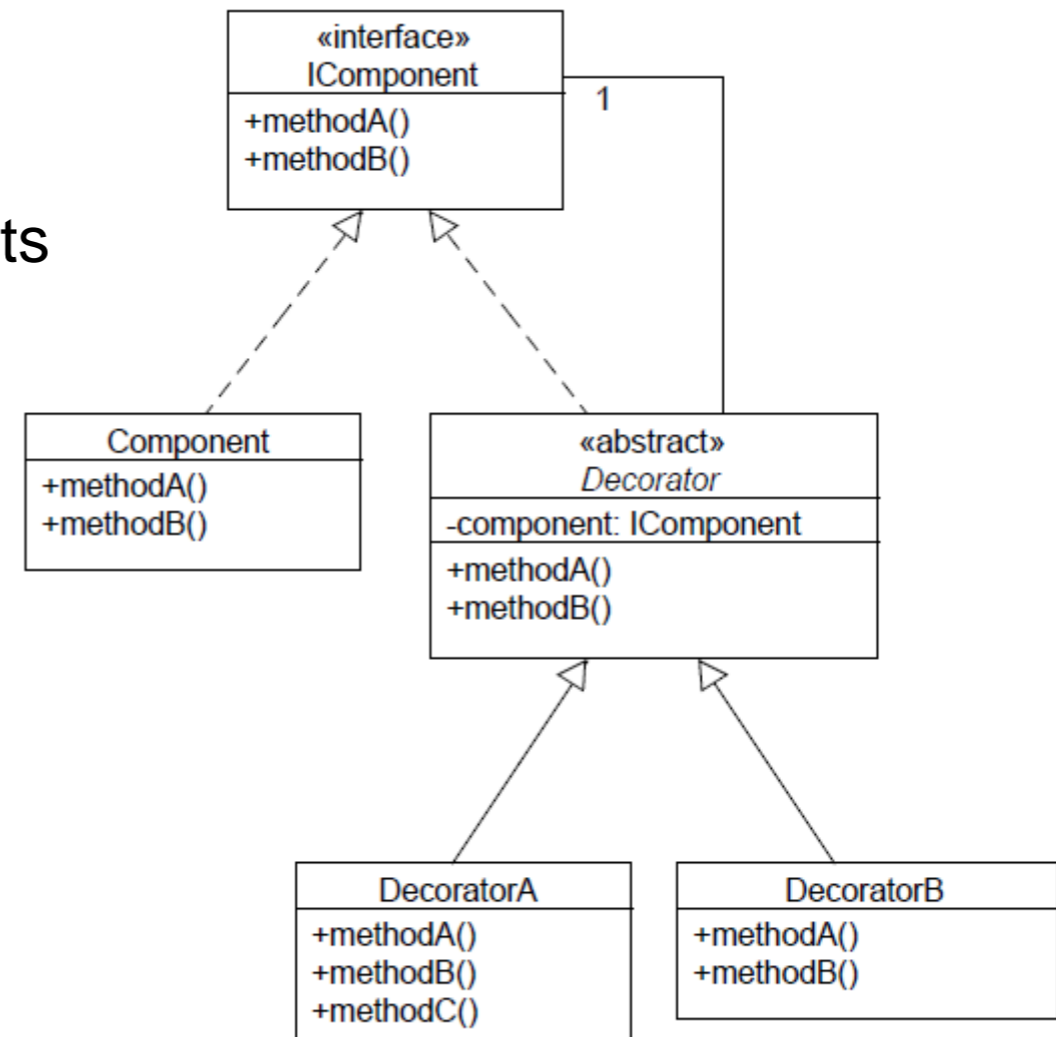 «interface»
IComponent
+methodA()
+methodB()
1
ts
Component
+methodA()
+methodB()
«abstract»
Decorator
-component: IComponent
+methodA()
+methodB()
DecoratorA
+methodA()
+methodB()
+methodC()
DecoratorB
+methodA()
+methodB()